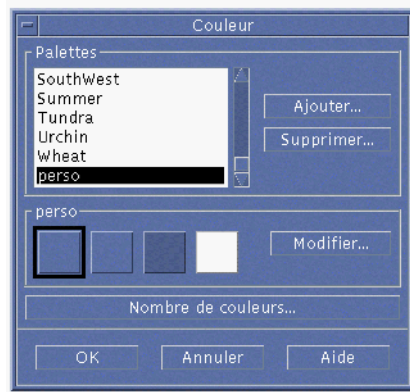 Couleur
Palettes
SouthWest
Summer
Tundra
Urchin
Wheat
perso
Ajouter...
Supprimer...
perso
Modifier...
Nombre de couleurs...
OK Annuler Aide